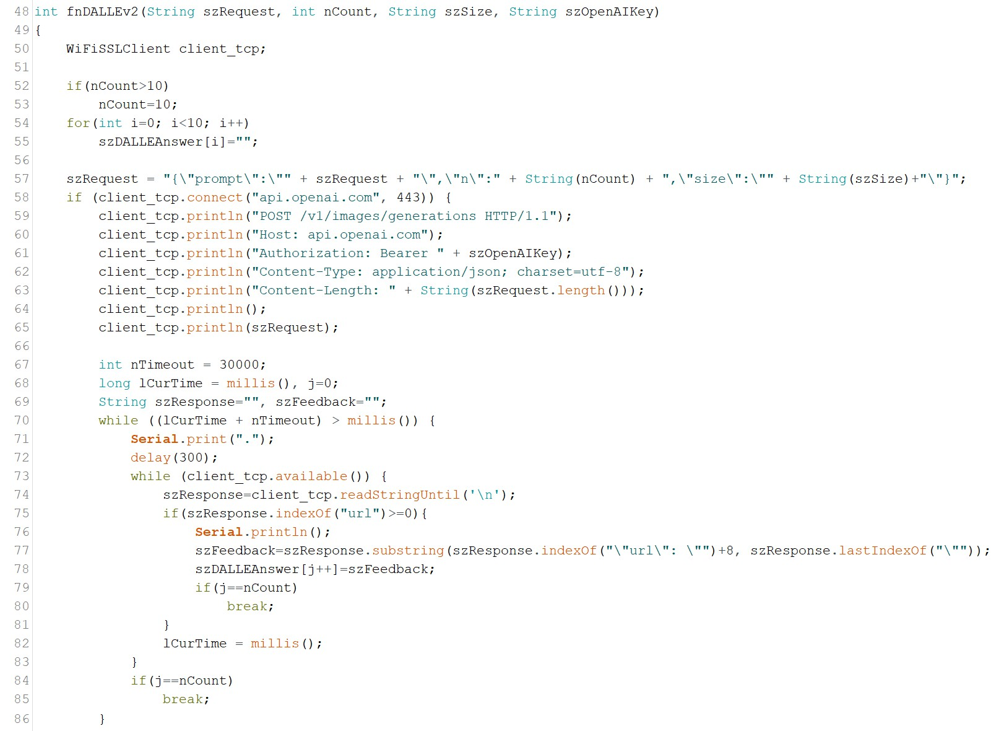 48 int fnDALLEv2(String szRequest, int nCount, String szSize, String szOpenAIKey)
49 {
50     WiFiSSLClient client_tcp;
51
52     if(nCount>10)
53         nCount=10;
54     for(int i=0; i<10; i++)
55         szDALLEAnswer[i]="";
56
57     szRequest = "{\"prompt\":\"" + szRequest + "\",\"n\":" + String(nCount) + ",\"size\":\"" + String(szSize)+"\"}";
58     if (client_tcp.connect("api.openai.com", 443)) {
59         client_tcp.println("POST /v1/images/generations HTTP/1.1");
60         client_tcp.println("Host: api.openai.com");
61         client_tcp.println("Authorization: Bearer " + szOpenAIKey);
62         client_tcp.println("Content-Type: application/json; charset=utf-8");
63         client_tcp.println("Content-Length: " + String(szRequest.length()));
64         client_tcp.println();
65         client_tcp.println(szRequest);
66
67         int nTimeout = 30000;
68         long lCurTime = millis(), j=0;
69         String szResponse="", szFeedback="";
70         while ((lCurTime + nTimeout) > millis()) {
71             Serial.print(".");
72             delay(300);
73             while (client_tcp.available()) {
74                 szResponse=client_tcp.readStringUntil('\n');
75                 if(szResponse.indexOf("url")>=0){
76                     Serial.println();
77                     szFeedback=szResponse.substring(szResponse.indexOf("\"url\": \"")+8, szResponse.lastIndexOf("\""));
78                     szDALLEAnswer[j++]=szFeedback;
79                     if(j==nCount)
80                         break;
81                 }
82                 lCurTime = millis();
83             }
84             if(j==nCount)
85                 break;
86         }